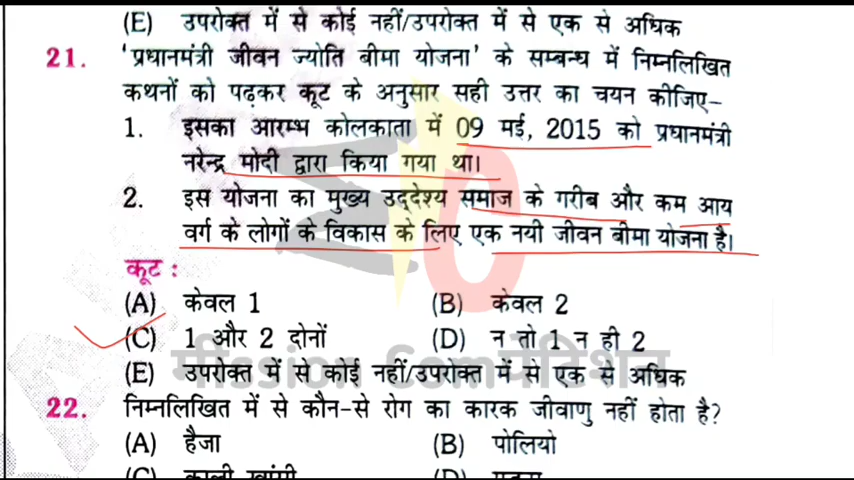 (E) उपरोक्त में से कोई नहीं/उपरोक्त में से एक से अधिक
21. 'प्रधानमंत्री जीवन ज्योति बीमा योजना' के सम्बन्ध में निम्नलिखित
कथनों को पढ़कर कूट के अनुसार सही उत्तर का चयन कीजिए–
1. इसका आरम्भ कोलकाता में 09 मई, 2015 को प्रधानमंत्री
नरेन्द्र मोदी द्वारा किया गया था।
2. इस योजना का मुख्य उद्देश्य समाज के गरीब और कम आय
वर्ग के लोगों के विकास के लिए एक नयी जीवन बीमा योजना है।
कूट :
(A) केवल 1 (B) केवल 2
(C) 1 और 2 दोनों (D) न तो 1 न ही 2
मीssion Comपेटिशन
(E) उपरोक्त में से कोई नहीं/उपरोक्त में से एक से अधिक
22. निम्नलिखित में से कौन-से रोग का कारक जीवाणु नहीं होता है?
(A) हैजा (B) पोलियो
(C) काली खांसी (D)